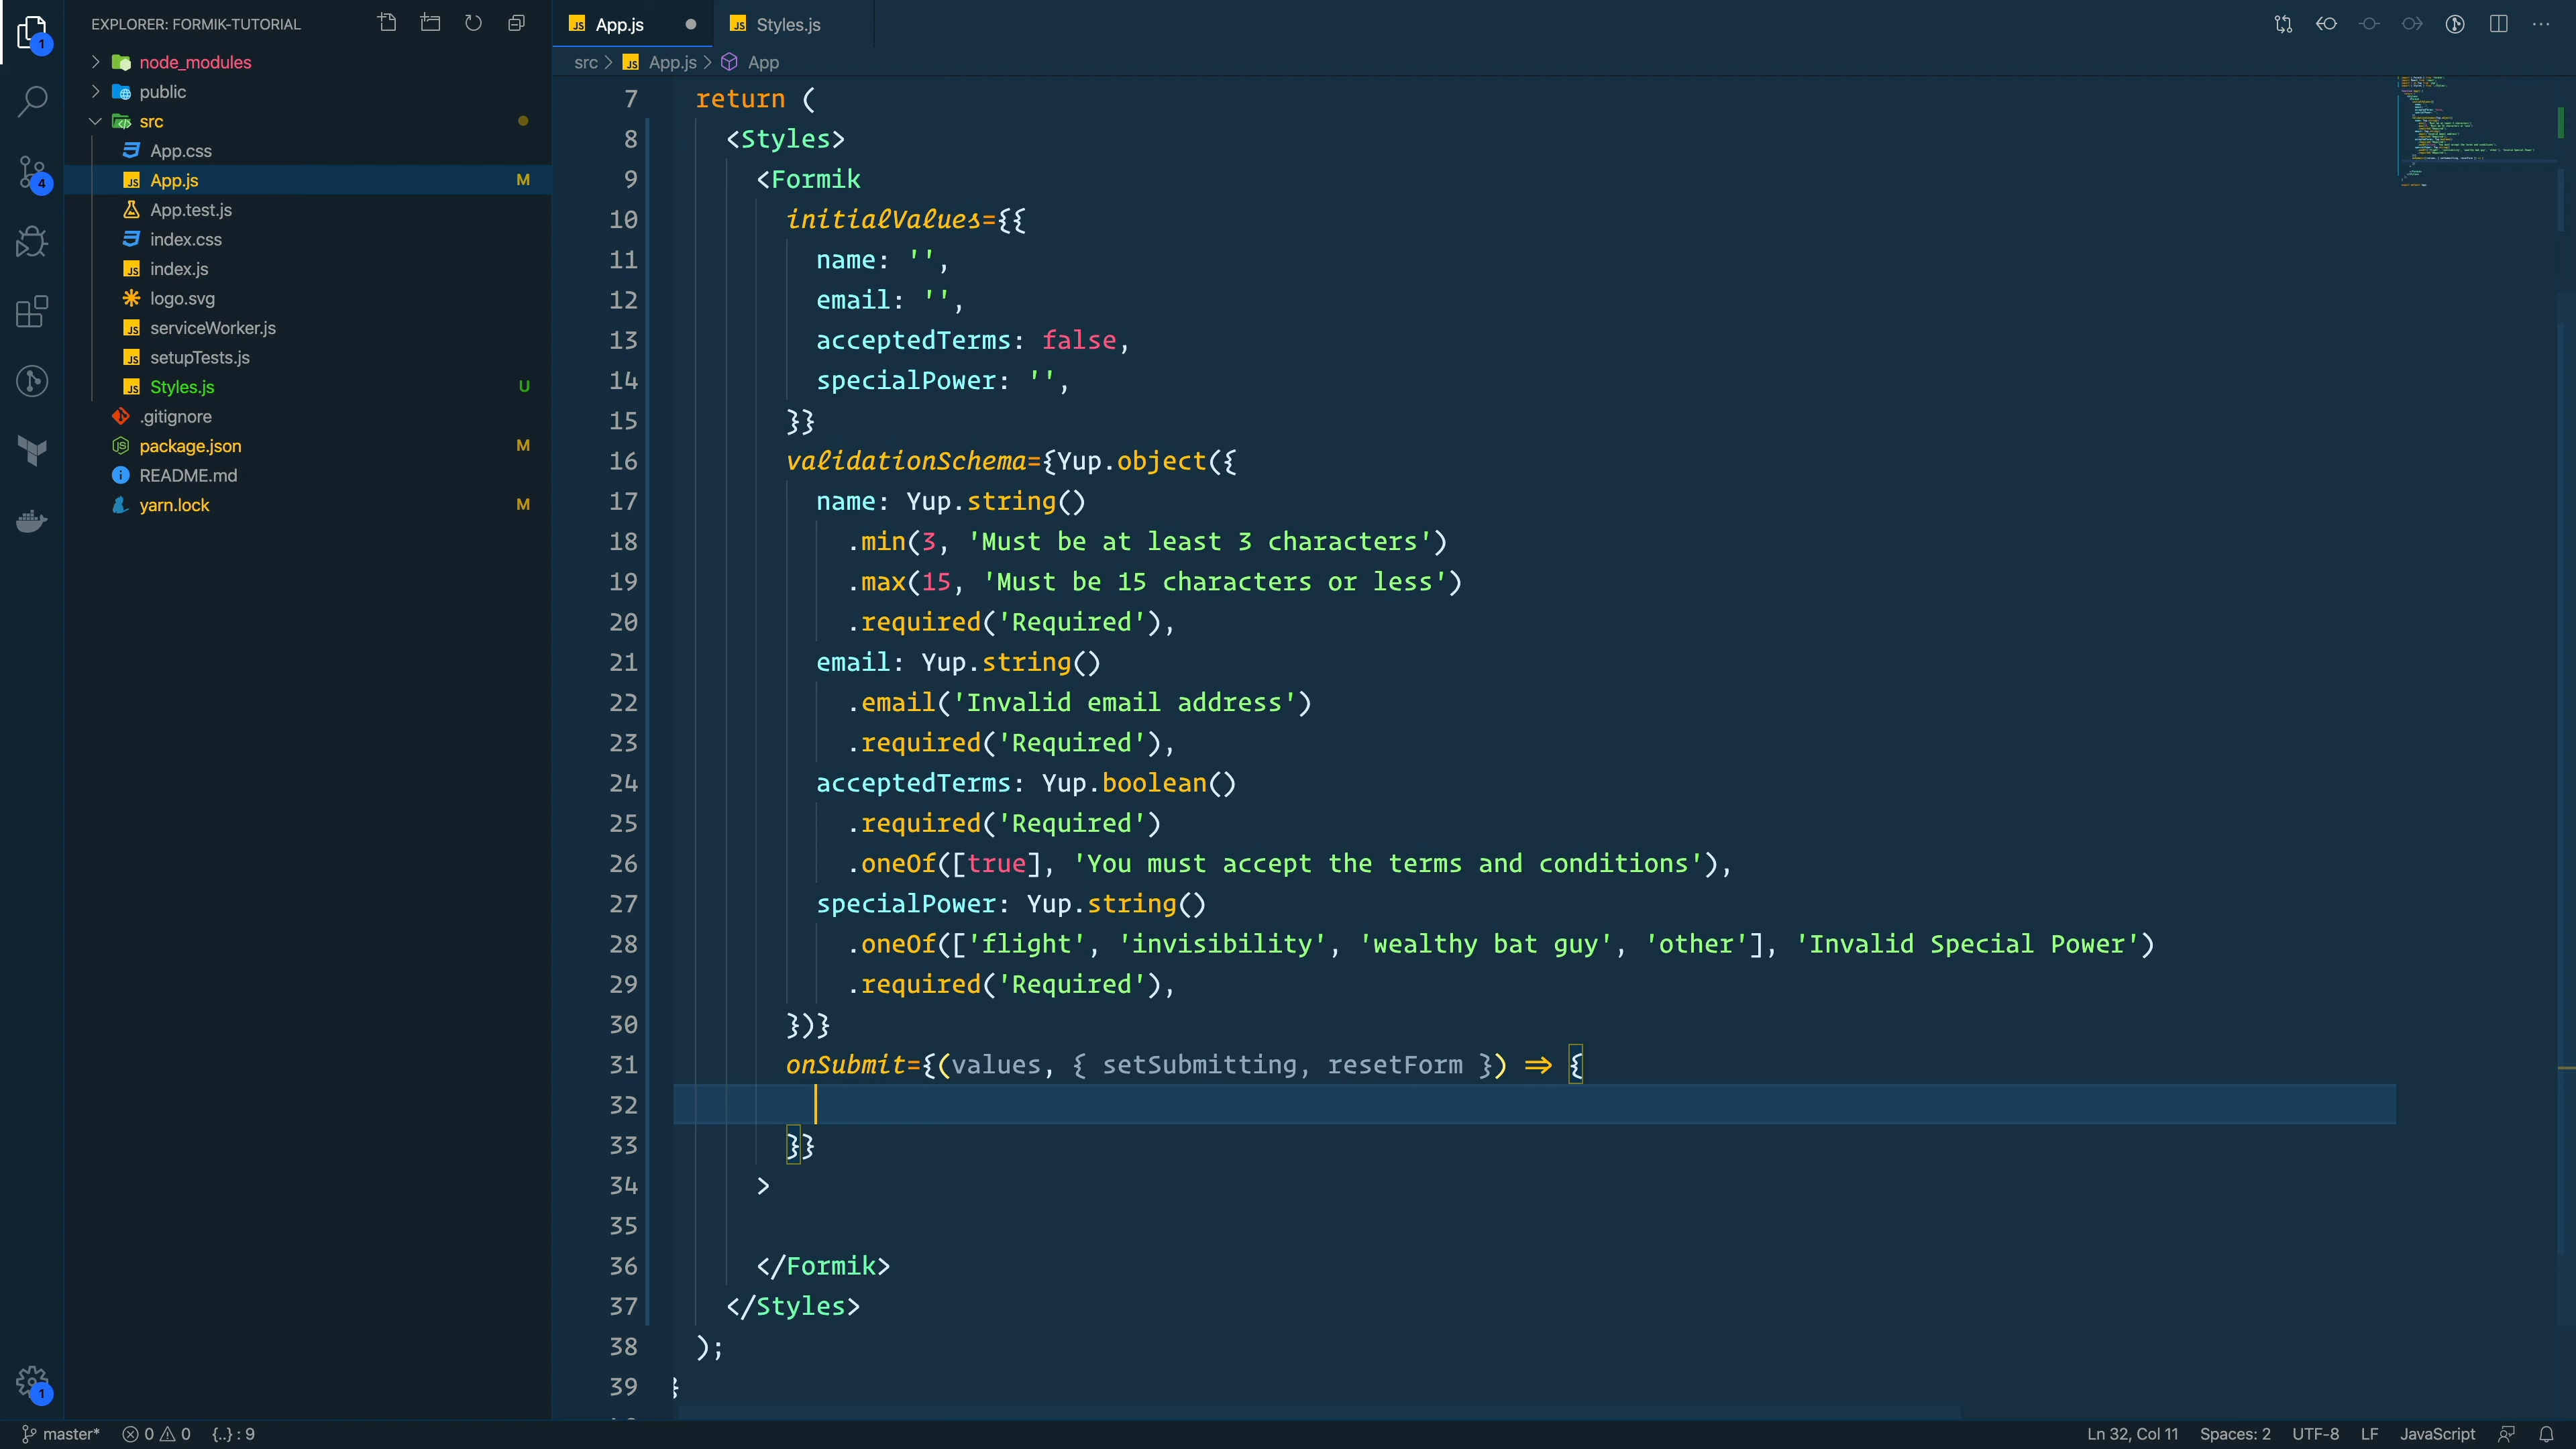 EXPLORER: FORMIK-TUTORIAL
node_modules
public
src
App.css
App.js M
App.test.js
index.css
index.js
logo.svg
serviceWorker.js
setupTests.js
Styles.js U
.gitignore
package.json M
README.md
yarn.lock M
1
4
1
App.js
Styles.js
src > App.js > App
7 return (
8 <Styles>
9 <Formik
10 initialValues={{
11 name: '',
12 email: '',
13 acceptedTerms: false,
14 specialPower: '',
15 }}
16 validationSchema={Yup.object({
17 name: Yup.string()
18 .min(3, 'Must be at least 3 characters')
19 .max(15, 'Must be 15 characters or less')
20 .required('Required'),
21 email: Yup.string()
22 .email('Invalid email address')
23 .required('Required'),
24 acceptedTerms: Yup.boolean()
25 .required('Required')
26 .oneOf([true], 'You must accept the terms and conditions'),
27 specialPower: Yup.string()
28 .oneOf(['flight', 'invisibility', 'wealthy bat guy', 'other'], 'Invalid Special Power')
29 .required('Required'),
30 })}
31 onSubmit={(values, { setSubmitting, resetForm }) => {
32
33 }}
34 >
35
36 </Formik>
37 </Styles>
38 );
39 }
master* 0 0 {..} : 9
Ln 32, Col 11 Spaces: 2 UTF-8 LF JavaScript